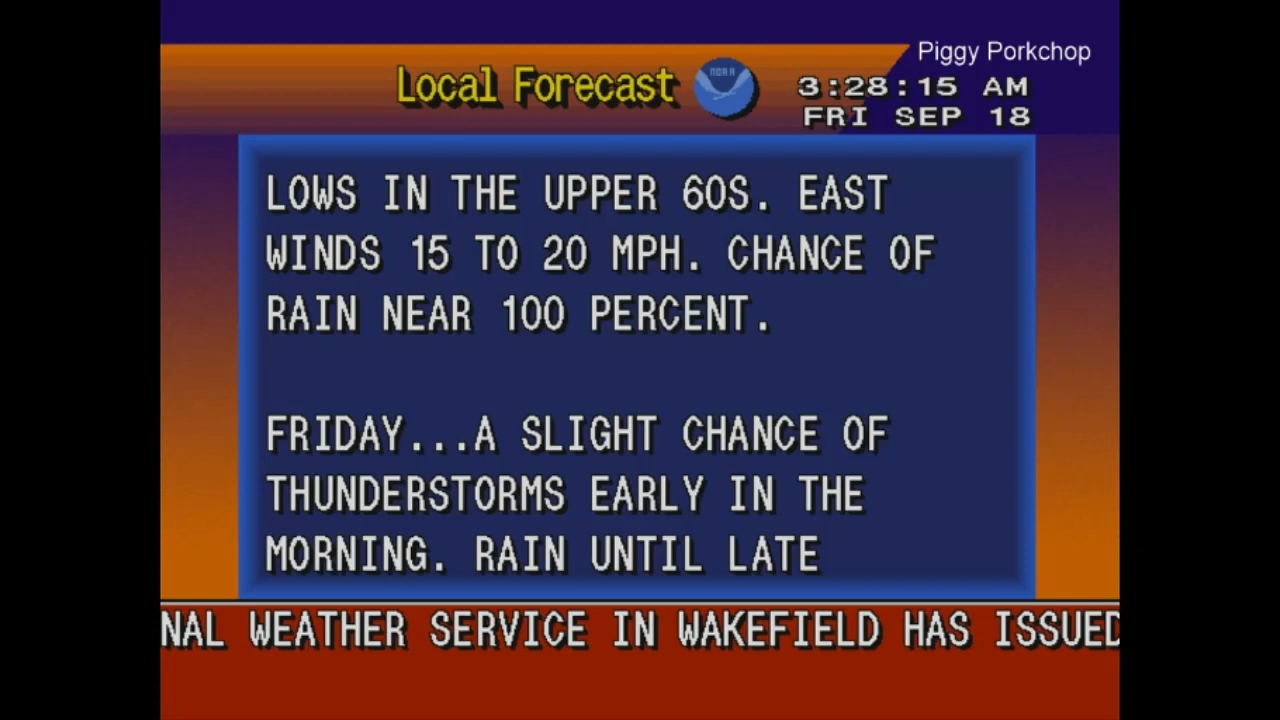 Piggy Porkchop
Local Forecast
NOAA
3:28:15 AM
FRI SEP 18
LOWS IN THE UPPER 60S. EAST
WINDS 15 TO 20 MPH. CHANCE OF
RAIN NEAR 100 PERCENT.
FRIDAY...A SLIGHT CHANCE OF
THUNDERSTORMS EARLY IN THE
MORNING. RAIN UNTIL LATE
NAL WEATHER SERVICE IN WAKEFIELD HAS ISSUED